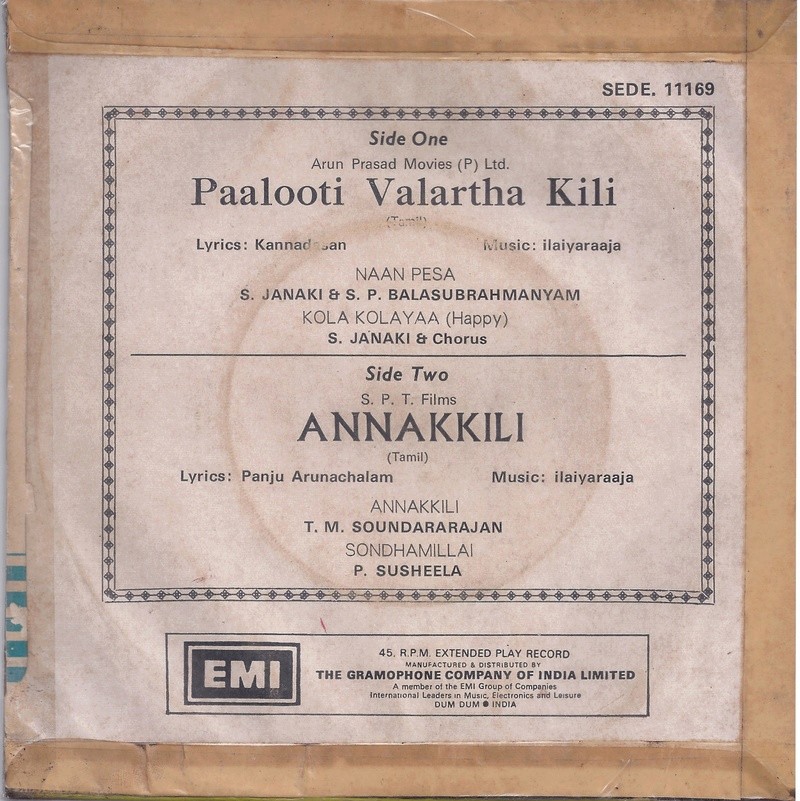 SEDE. 11169
Side One
Arun Prasad Movies (P) Ltd.
Paalooti Valartha Kili
(Tamil)
Lyrics: Kannadasan Music: ilaiyaraaja
NAAN PESA
S. JANAKI & S. P. BALASUBRAHMANYAM
KOLA KOLAYAA (Happy)
S. JANAKI & Chorus
Side Two
S. P. T. Films
ANNAKKILI
(Tamil)
Lyrics: Panju Arunachalam Music: ilaiyaraaja
ANNAKKILI
T. M. SOUNDARARAJAN
SONDHAMILLAI
P. SUSHEELA
EMI
45. R.P.M. EXTENDED PLAY RECORD
MANUFACTURED & DISTRIBUTED BY
THE GRAMOPHONE COMPANY OF INDIA LIMITED
A member of the EMI Group of Companies
International Leaders in Music, Electronics and Leisure
DUM DUM ● INDIA